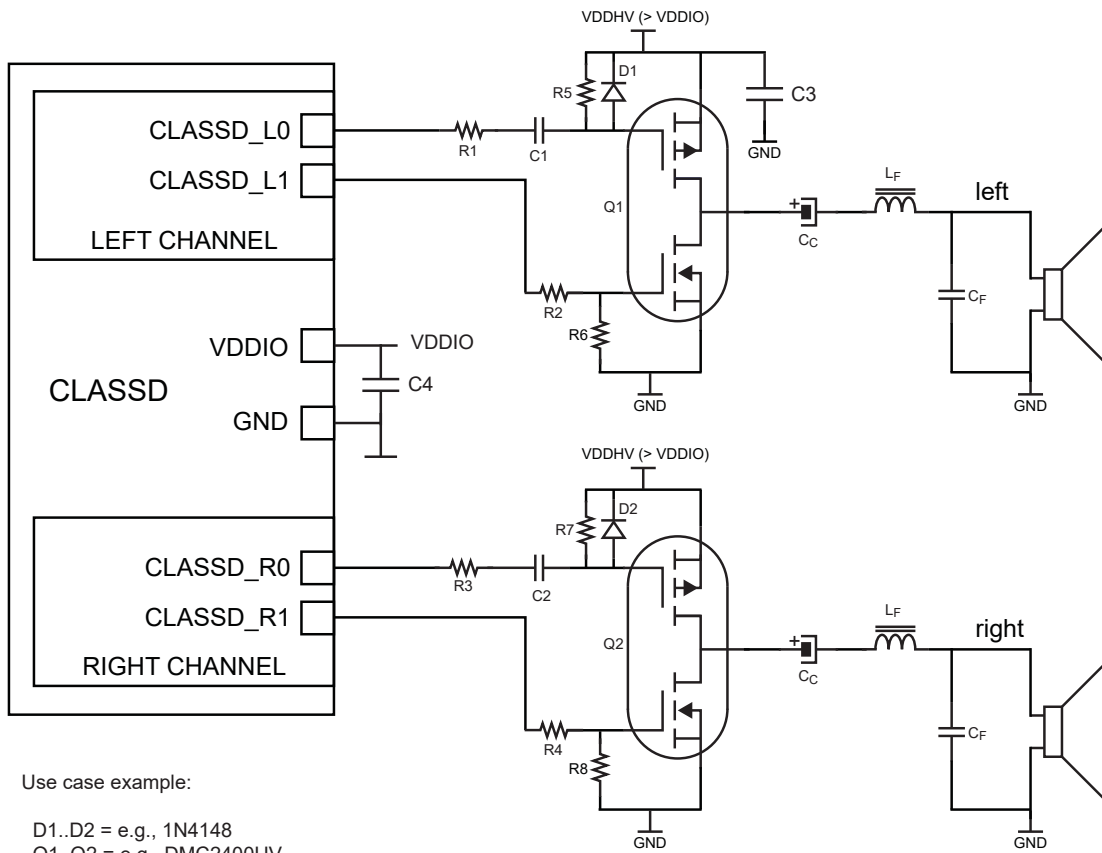 VDDHV (> VDDIO)
D1
R5
C3
CLASSD_L0
R1
C1
GND
CLASSD_L1
LF
left
Q1
CC
LEFT CHANNEL
CF
R2
R6
VDDIO
VDDIO
CLASSD
C4
GND
GND
GND
VDDHV (> VDDIO)
D2
R7
CLASSD_R0
R3
C2
CLASSD_R1
LF
right
Q2
CC
RIGHT CHANNEL
CF
R4
R8
Use case example:
GND
GND
D1..D2 = e.g., 1N4148